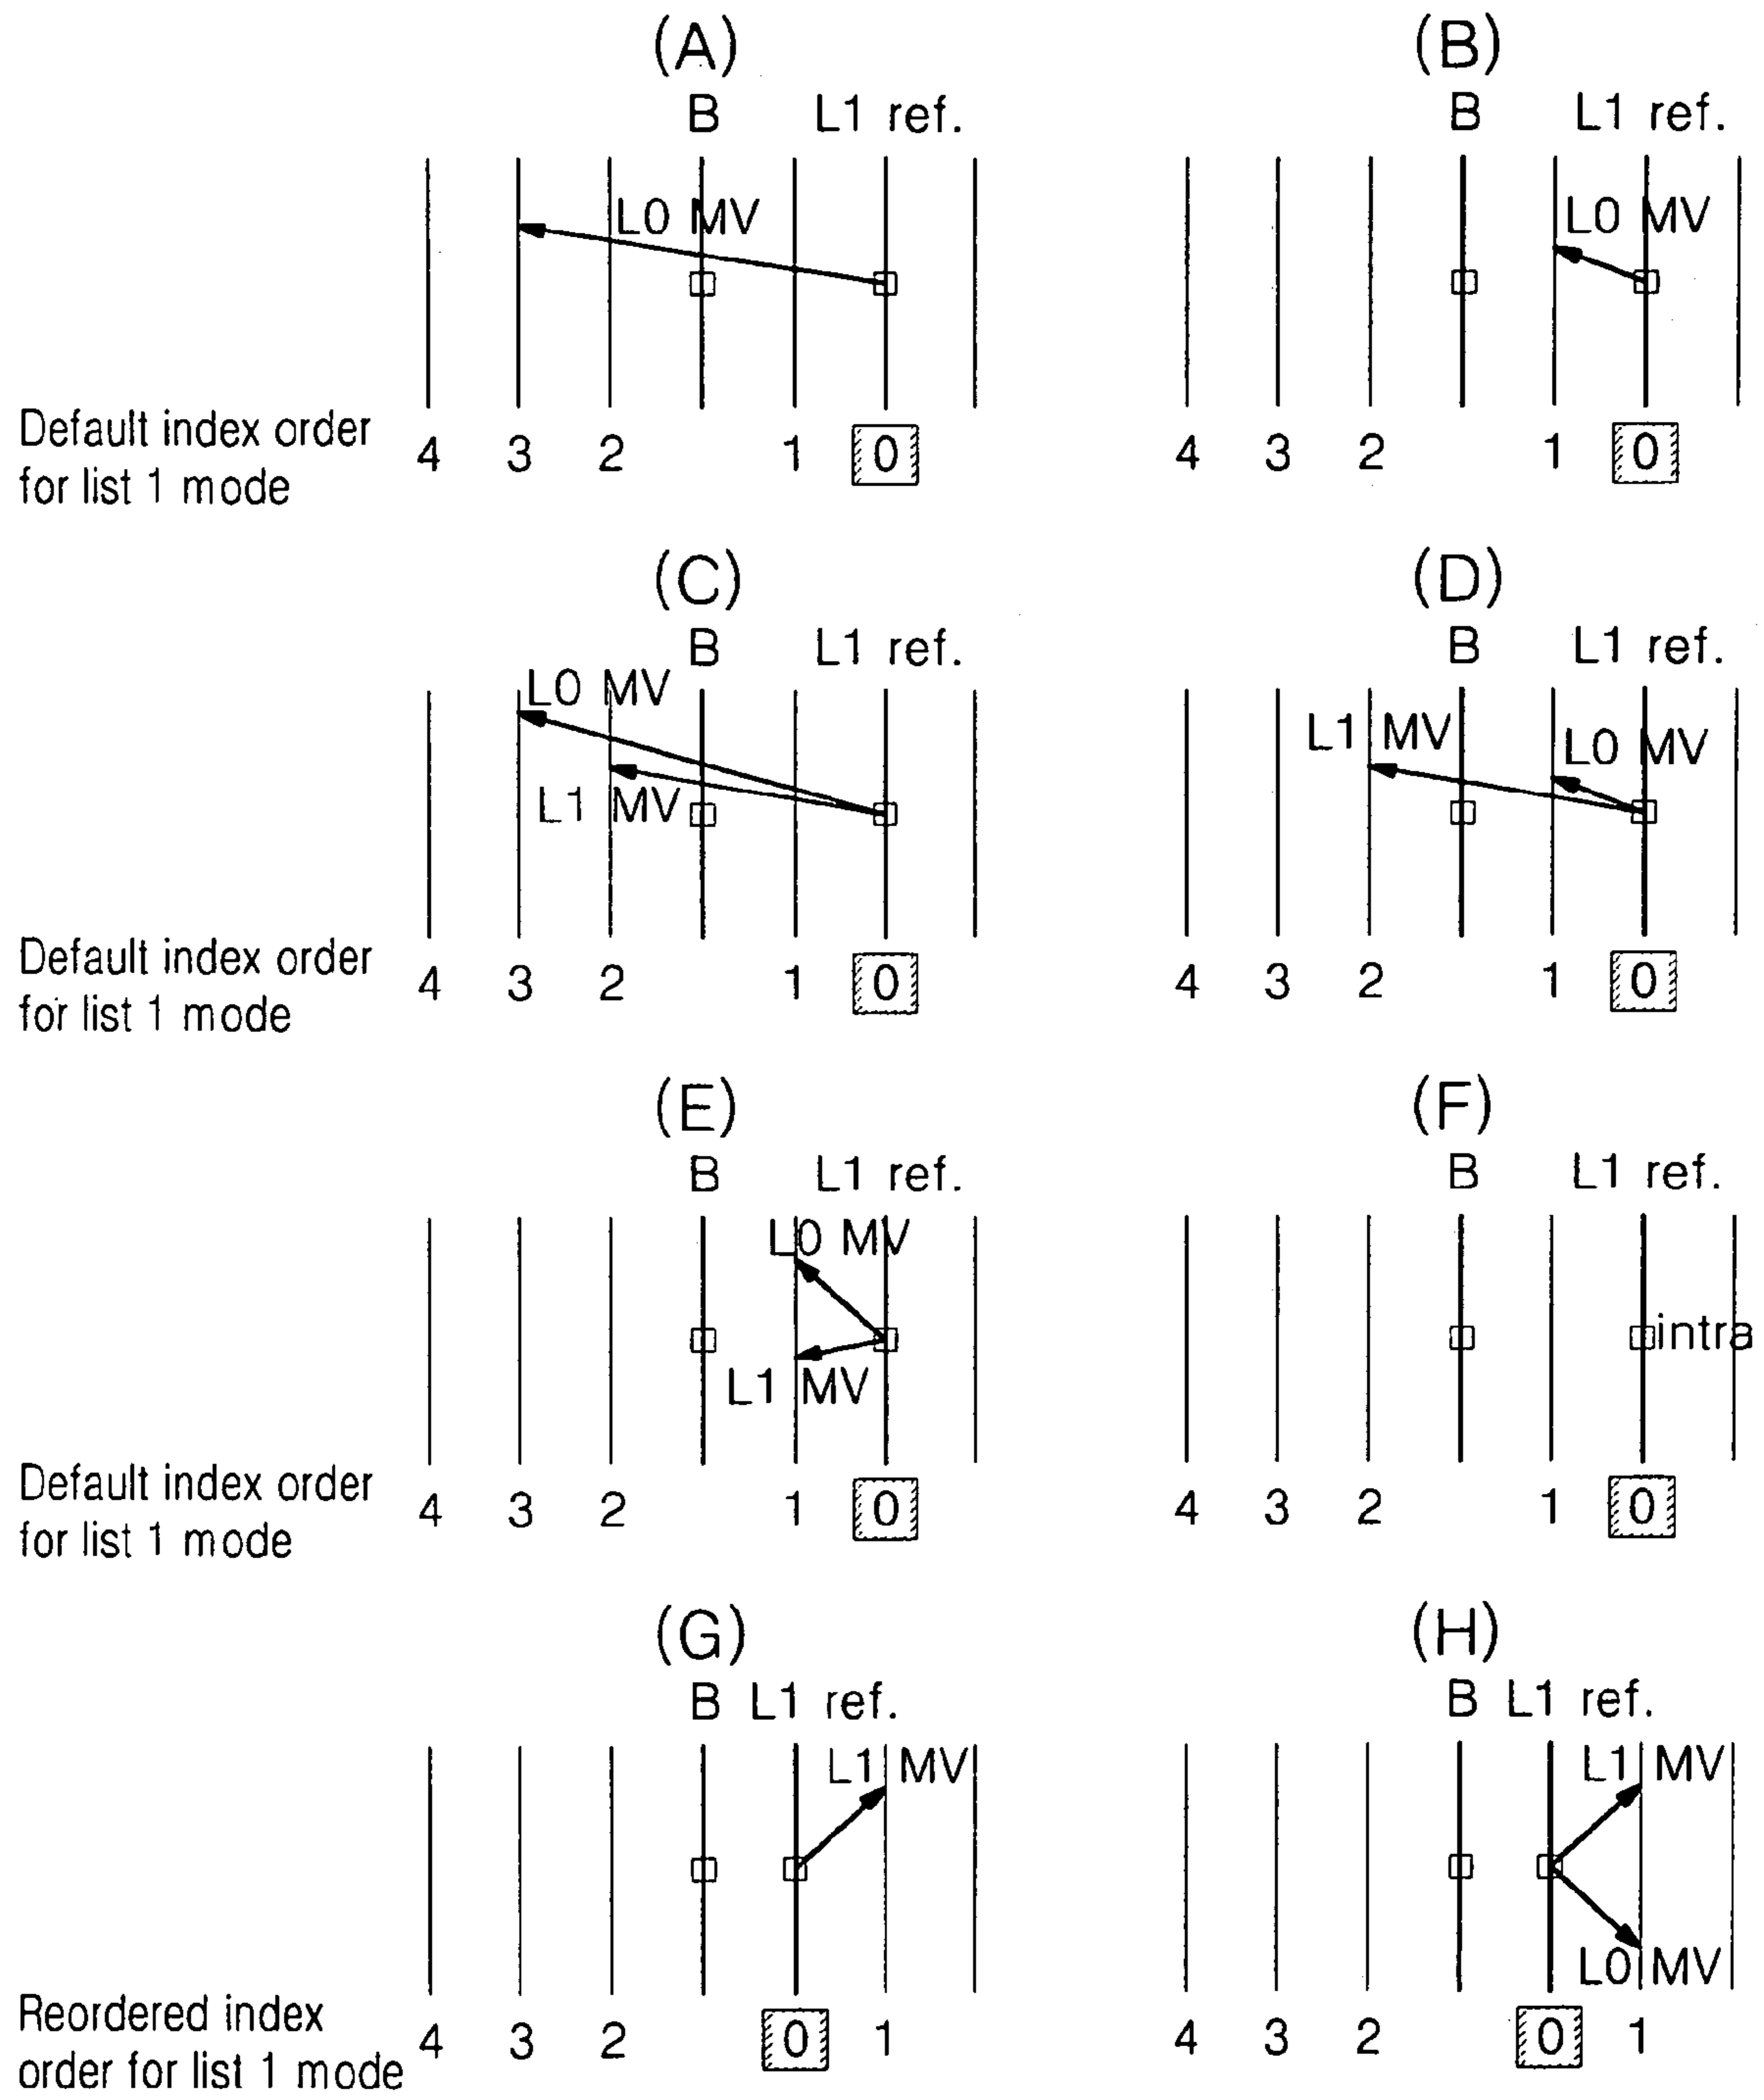 (A) (B)
B L1 ref. B L1 ref.
L0 MV L0 MV
Default index order
for list 1 mode
4 3 2 1 0 4 3 2 1 0
(C) (D)
B L1 ref. B L1 ref.
L0 MV
L1 MV L0 MV
L1 MV
Default index order
for list 1 mode
4 3 2 1 0 4 3 2 1 0
(E) (F)
B L1 ref. B L1 ref.
L0 MV
intra
L1 MV
Default index order
for list 1 mode
4 3 2 1 0 4 3 2 1 0
(G) (H)
B L1 ref. B L1 ref.
L1 MV L1 MV
L0 MV
Reordered index
order for list 1 mode
4 3 2 0 1 4 3 2 0 1